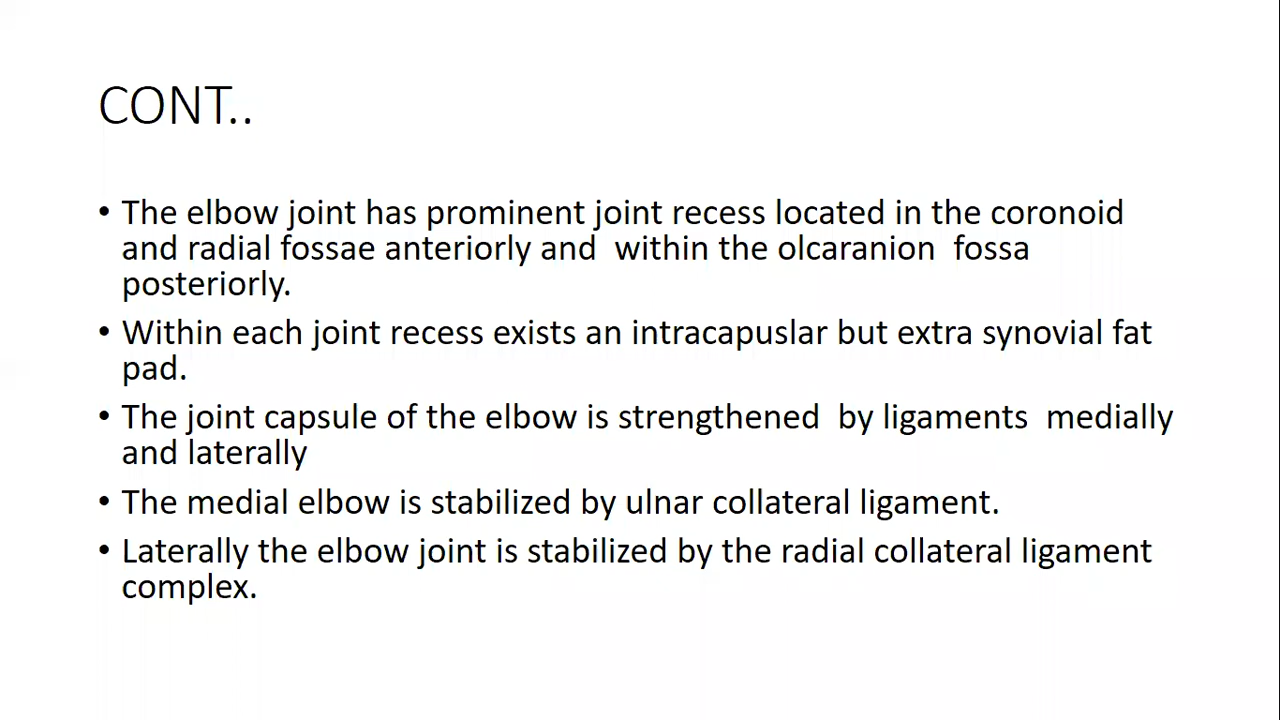 CONT..
• The elbow joint has prominent joint recess located in the coronoid
and radial fossae anteriorly and  within the olcaranion  fossa
posteriorly.
• Within each joint recess exists an intracapuslar but extra synovial fat
pad.
• The joint capsule of the elbow is strengthened  by ligaments  medially
and laterally
• The medial elbow is stabilized by ulnar collateral ligament.
• Laterally the elbow joint is stabilized by the radial collateral ligament
complex.